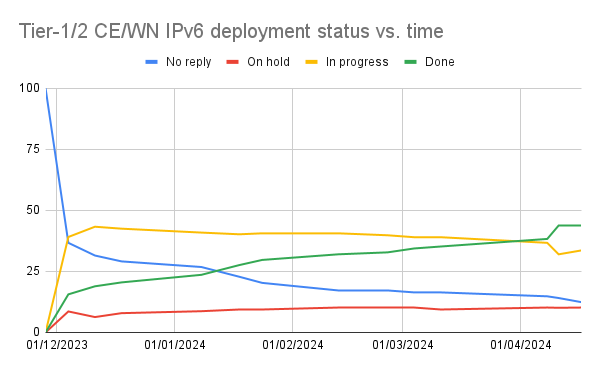 Tier-1/2 CE/WN IPv6 deployment status vs. time
No reply On hold In progress Done
100
75
50
25
0
01/12/2023 01/01/2024 01/02/2024 01/03/2024 01/04/2024